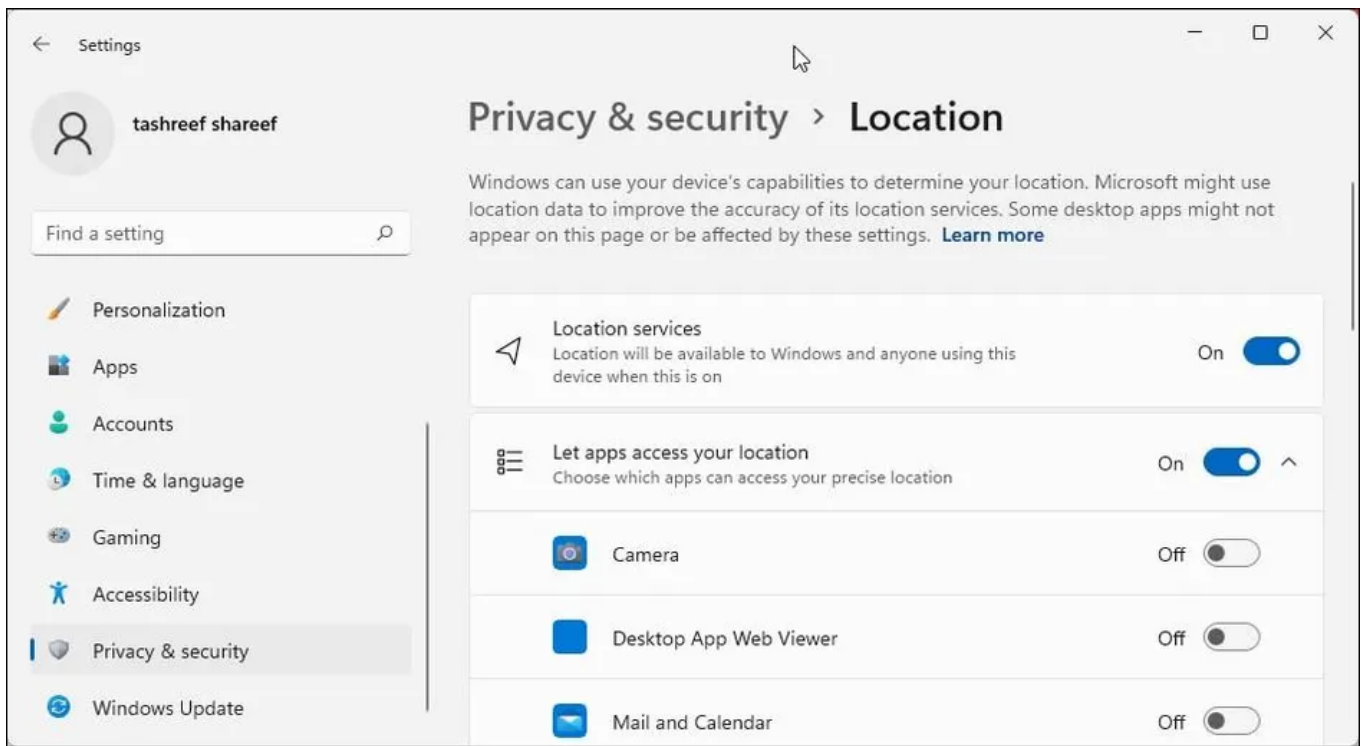 Settings
tashreef shareef
Find a setting
Personalization
Apps
Accounts
Time & language
Gaming
Accessibility
Privacy & security
Windows Update
Privacy & security › Location
Windows can use your device's capabilities to determine your location. Microsoft might use
location data to improve the accuracy of its location services. Some desktop apps might not
appear on this page or be affected by these settings. Learn more
Location services
Location will be available to Windows and anyone using this
device when this is on
On
Let apps access your location
Choose which apps can access your precise location
On
Camera
Off
Desktop App Web Viewer
Off
Mail and Calendar
Off